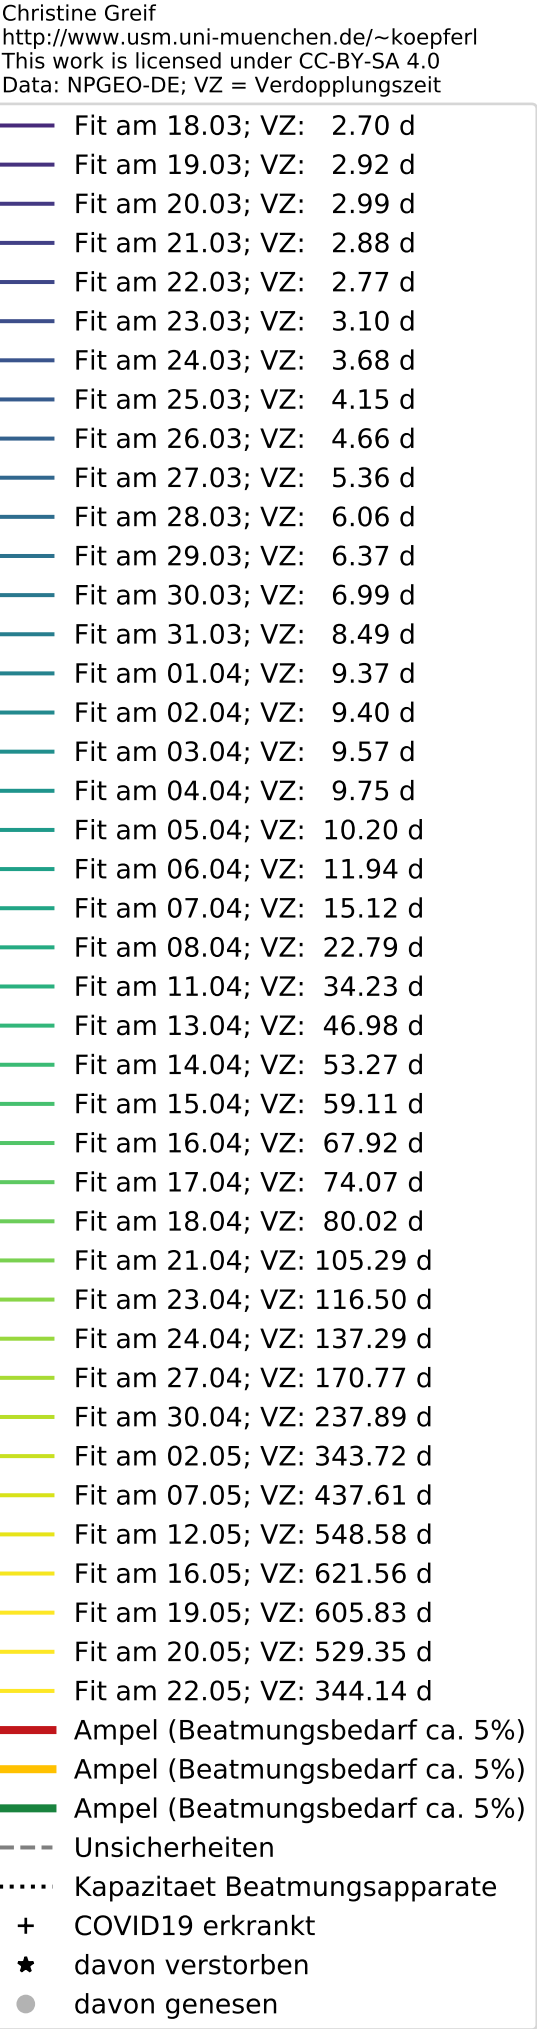 Christine Greif
http://www.usm.uni-muenchen.de/~koepferl
This work is licensed under CC-BY-SA 4.0
Data: NPGEO-DE; VZ = Verdopplungszeit
Fit am 18.03; VZ: 2.70 d
Fit am 19.03; VZ: 2.92 d
Fit am 20.03; VZ: 2.99 d
Fit am 21.03; VZ: 2.88 d
Fit am 22.03; VZ: 2.77 d
Fit am 23.03; VZ: 3.10 d
Fit am 24.03; VZ: 3.68 d
Fit am 25.03; VZ: 4.15 d
Fit am 26.03; VZ: 4.66 d
Fit am 27.03; VZ: 5.36 d
Fit am 28.03; VZ: 6.06 d
Fit am 29.03; VZ: 6.37 d
Fit am 30.03; VZ: 6.99 d
Fit am 31.03; VZ: 8.49 d
Fit am 01.04; VZ: 9.37 d
Fit am 02.04; VZ: 9.40 d
Fit am 03.04; VZ: 9.57 d
Fit am 04.04; VZ: 9.75 d
Fit am 05.04; VZ: 10.20 d
Fit am 06.04; VZ: 11.94 d
Fit am 07.04; VZ: 15.12 d
Fit am 08.04; VZ: 22.79 d
Fit am 11.04; VZ: 34.23 d
Fit am 13.04; VZ: 46.98 d
Fit am 14.04; VZ: 53.27 d
Fit am 15.04; VZ: 59.11 d
Fit am 16.04; VZ: 67.92 d
Fit am 17.04; VZ: 74.07 d
Fit am 18.04; VZ: 80.02 d
Fit am 21.04; VZ: 105.29 d
Fit am 23.04; VZ: 116.50 d
Fit am 24.04; VZ: 137.29 d
Fit am 27.04; VZ: 170.77 d
Fit am 30.04; VZ: 237.89 d
Fit am 02.05; VZ: 343.72 d
Fit am 07.05; VZ: 437.61 d
Fit am 12.05; VZ: 548.58 d
Fit am 16.05; VZ: 621.56 d
Fit am 19.05; VZ: 605.83 d
Fit am 20.05; VZ: 529.35 d
Fit am 22.05; VZ: 344.14 d
Ampel (Beatmungsbedarf ca. 5%)
Ampel (Beatmungsbedarf ca. 5%)
Ampel (Beatmungsbedarf ca. 5%)
Unsicherheiten
Kapazitaet Beatmungsapparate
COVID19 erkrankt
davon verstorben
davon genesen